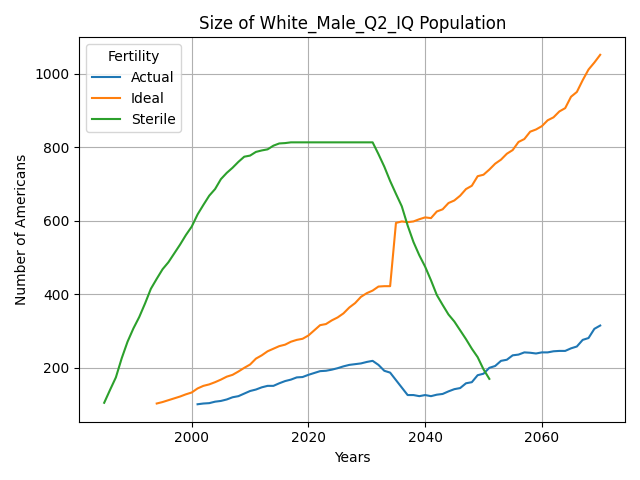 Size of White_Male_Q2_IQ Population
Fertility
Actual
Ideal
Sterile
Number of Americans
1000
800
600
400
200
2000
2020
2040
2060
Years